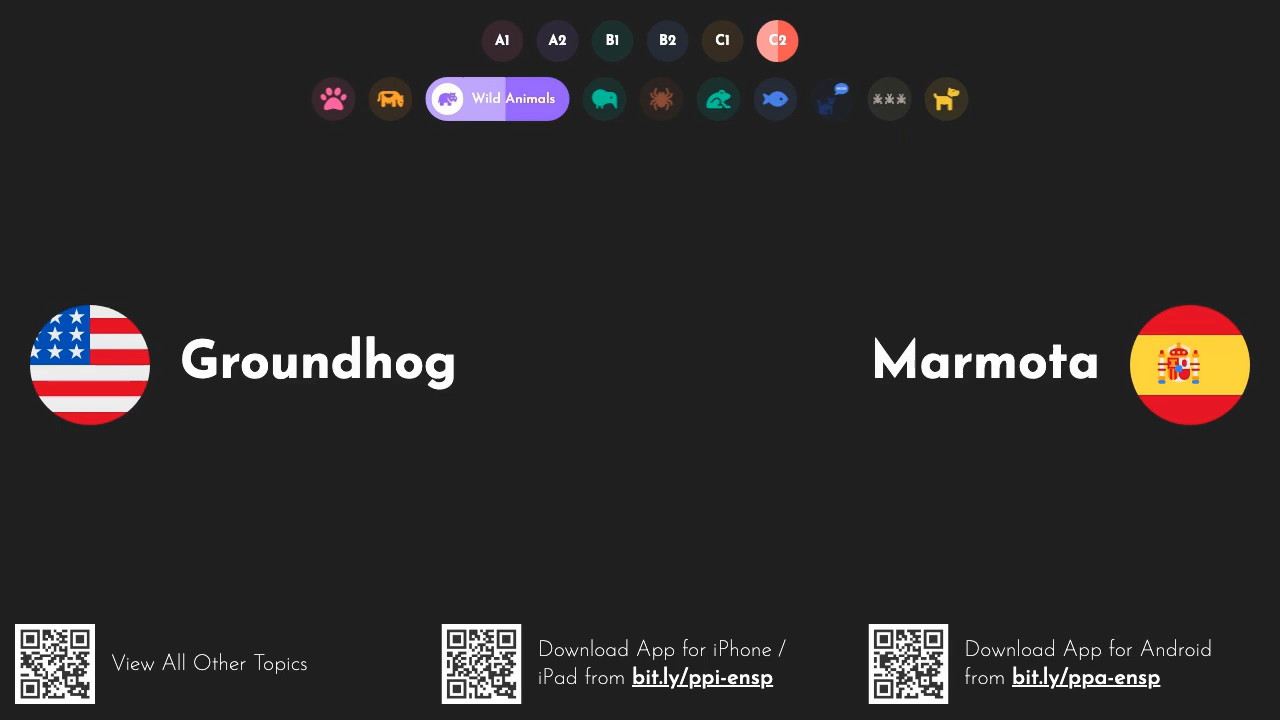 A1 A2 B1 B2 C1 C2
Wild Animals
Groundhog
Marmota
View All Other Topics
Download App for iPhone /
iPad from bit.ly/ppi-ensp
Download App for Android
from bit.ly/ppa-ensp